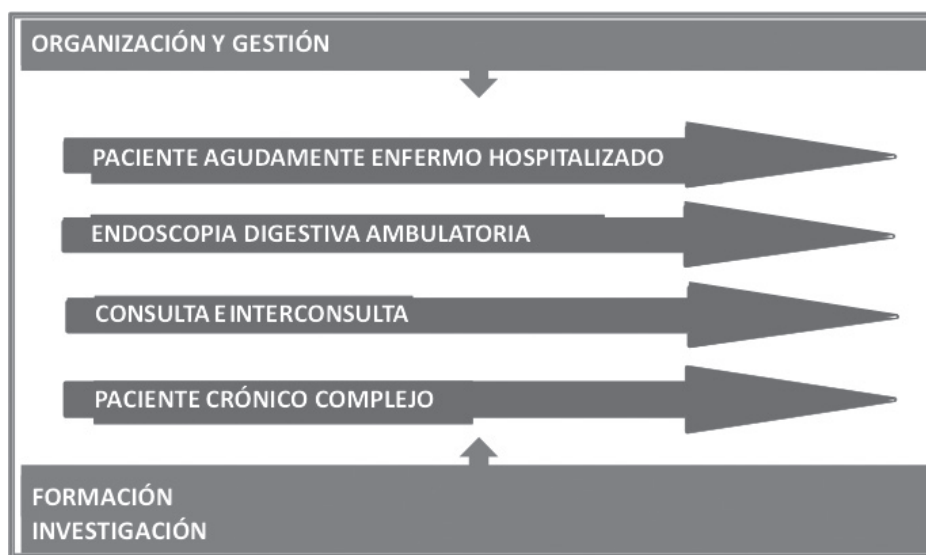 ORGANIZACIÓN Y GESTIÓN
PACIENTE AGUDAMENTE ENFERMO HOSPITALIZADO
ENDOSCOPIA DIGESTIVA AMBULATORIA
CONSULTA E INTERCONSULTA
PACIENTE CRÓNICO COMPLEJO
FORMACIÓN
INVESTIGACIÓN